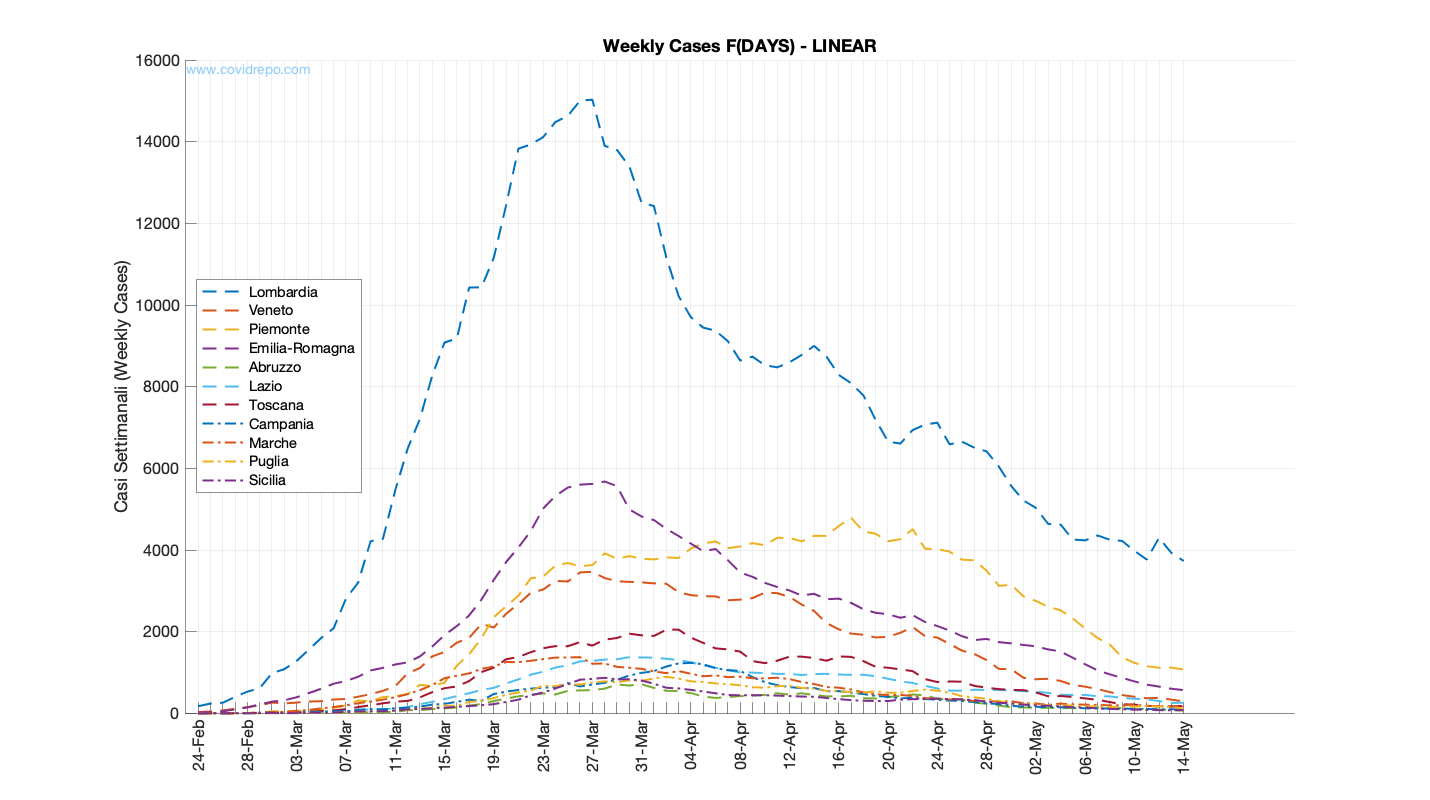 Weekly Cases F(DAYS) - LINEAR
www.covidrepo.com
Casi Settimanali (Weekly Cases)
16000
14000
12000
10000
8000
6000
4000
2000
0
Lombardia
Veneto
Piemonte
Emilia-Romagna
Abruzzo
Lazio
Toscana
Campania
Marche
Puglia
Sicilia
24-Feb
28-Feb
03-Mar
07-Mar
11-Mar
15-Mar
19-Mar
23-Mar
27-Mar
31-Mar
04-Apr
08-Apr
12-Apr
16-Apr
20-Apr
24-Apr
28-Apr
02-May
06-May
10-May
14-May